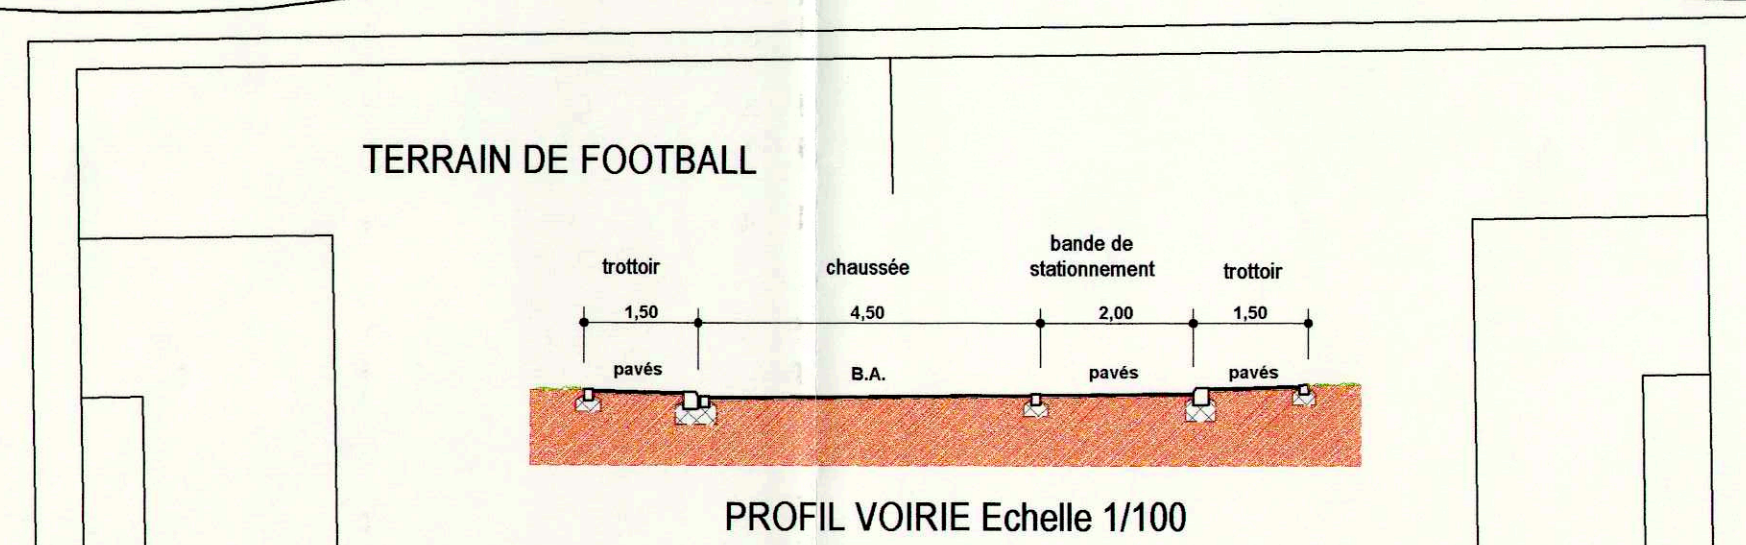 TERRAIN DE FOOTBALL
bande de
trottoir chaussée stationnement trottoir
1,50 4,50 2,00 1,50
pavés B.A. pavés pavés
PROFIL VOIRIE Echelle 1/100